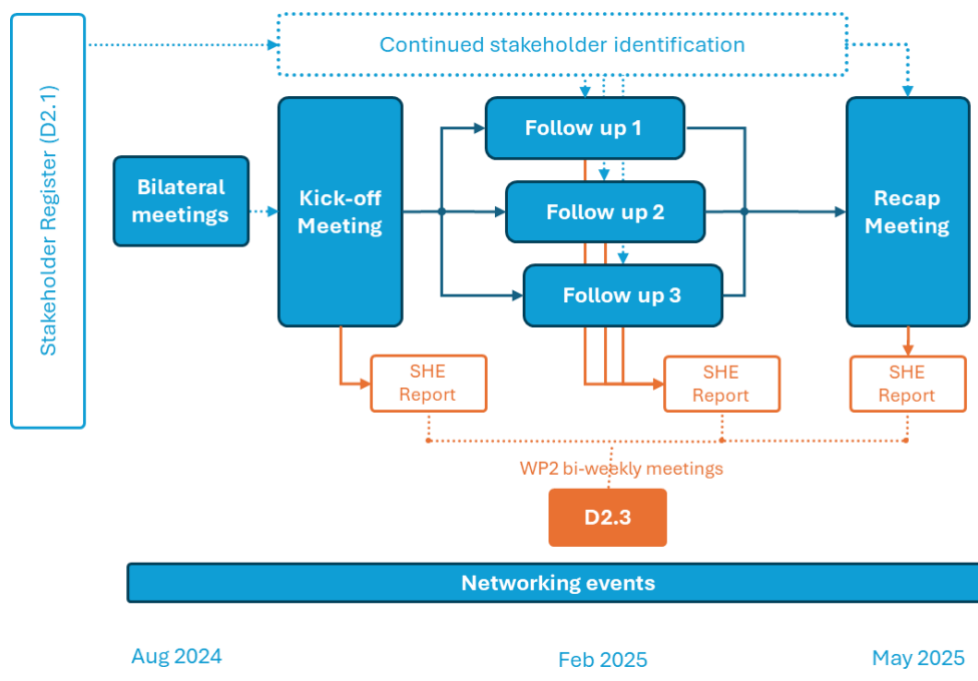 Stakeholder Register (D2.1)
Continued stakeholder identification
Bilateral
meetings
Kick-off
Meeting
Follow up 1
Follow up 2
Follow up 3
Recap
Meeting
SHE
Report
SHE
Report
SHE
Report
WP2 bi-weekly meetings
D2.3
Networking events
Aug 2024
Feb 2025
May 2025